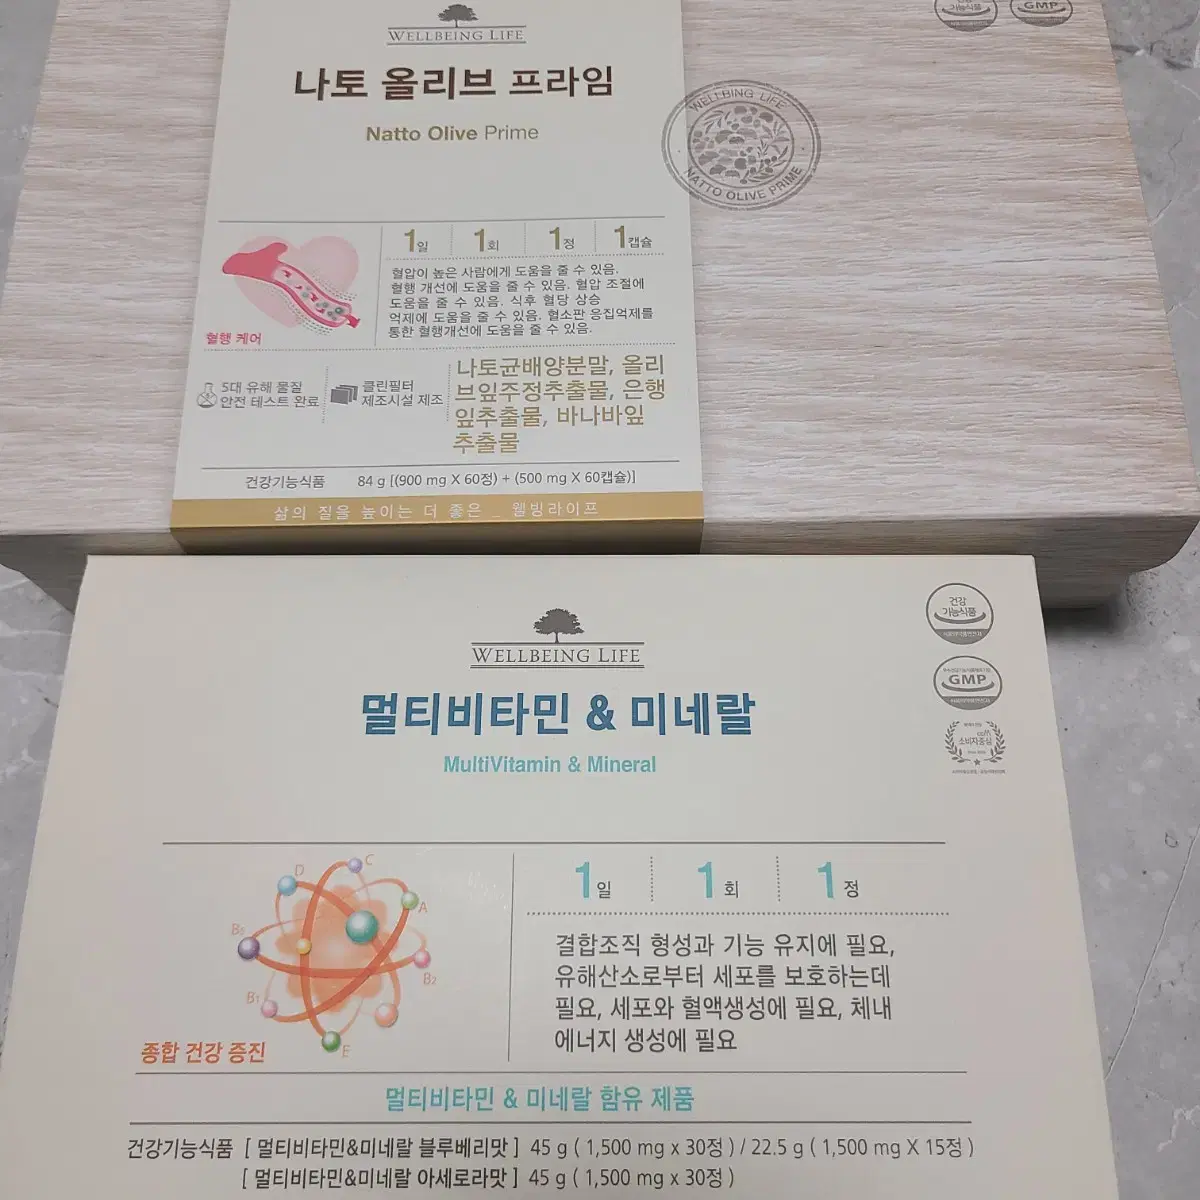 WELLBEING LIFE
나토 올리브 프라임
Natto Olive Prime
건강
기능식품
GMP
WELLBING LIFE
NATTO OLIVE PRIME
1일 1회 1정 1캡슐
혈압이 높은 사람에게 도움을 줄 수 있음.
혈행 개선에 도움을 줄 수 있음. 혈압 조절에
도움을 줄 수 있음. 식후 혈당 상승
억제에 도움을 줄 수 있음. 혈소판 응집억제를
통한 혈행개선에 도움을 줄 수 있음.
혈행 케어
5대 유해 물질
안전 테스트 완료
클린필터
제조시설 제조
나토균배양분말, 올리
브잎주정추출물, 은행
잎추출물, 바나바잎
추출물
건강기능식품 84 g [(900 mg X 60정) + (500 mg X 60캡슐)]
삶의 질을 높이는 더 좋은 _ 웰빙라이프
WELLBEING LIFE
멀티비타민 & 미네랄
MultiVitamin & Mineral
건강
기능식품
GMP
소비자중심
1일 1회 1정
D
C
A
B6
B2
B1
E
종합 건강 증진
결합조직 형성과 기능 유지에 필요,
유해산소로부터 세포를 보호하는데
필요, 세포와 혈액생성에 필요, 체내
에너지 생성에 필요
멀티비타민 & 미네랄 함유 제품
건강기능식품 [ 멀티비타민&미네랄 블루베리맛 ] 45 g ( 1,500 mg x 30정 ) / 22.5 g ( 1,500 mg X 15정 )
[ 멀티비타민&미네랄 아세로라맛 ] 45 g ( 1,500 mg x 30정 )